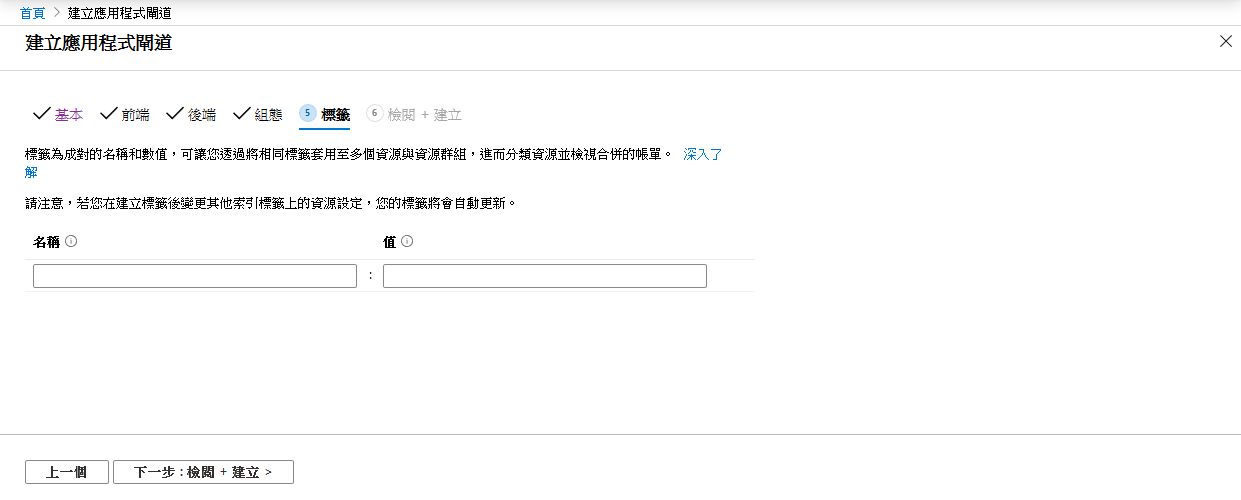 首頁 > 建立應用程式閘道
建立應用程式閘道
基本 前端 後端 組態 5 標籤 6 檢閱 + 建立
標籤為成對的名稱和數值，可讓您透過將相同標籤套用至多個資源與資源群組，進而分類資源並檢視合併的帳單。 深入了
解
請注意，若您在建立標籤後變更其他索引標籤上的資源設定，您的標籤將會自動更新。
名稱 值
:
上一個 下一步 : 檢閱 + 建立 >